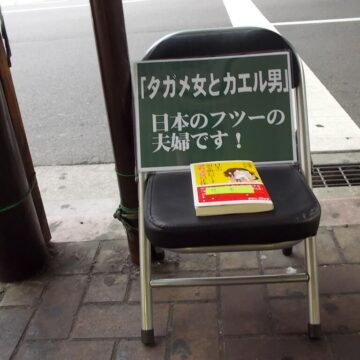 「タガメ女とカエル男」
日本のフツーの
夫婦です！